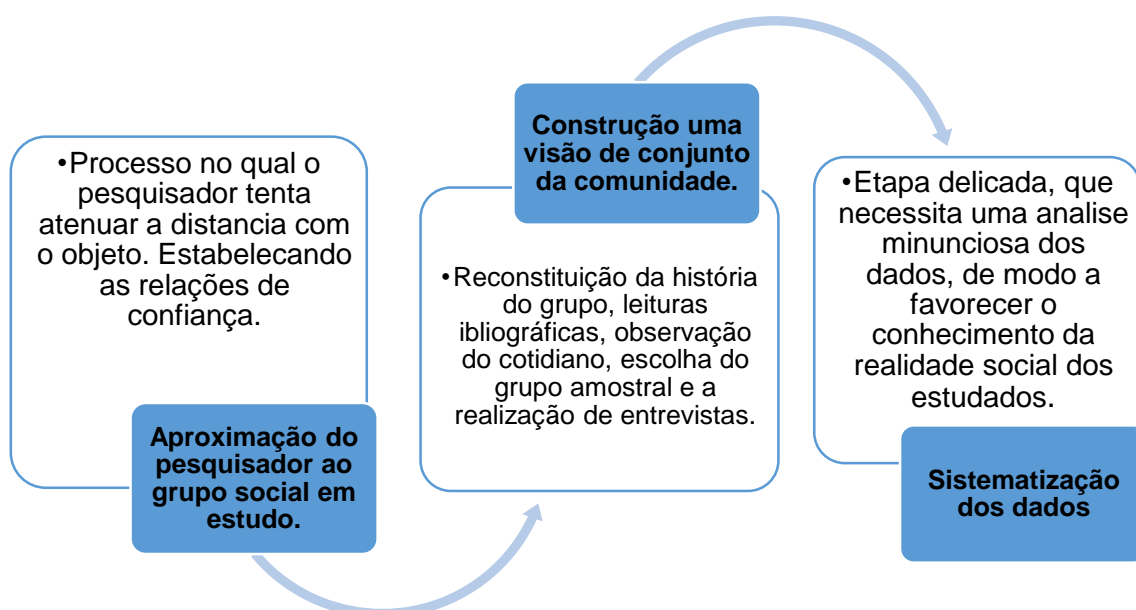 •Processo no qual o
pesquisador tenta
atenuar a distancia com
o objeto. Estabelecando
as relações de
confiança.
Aproximação do
pesquisador ao
grupo social em
estudo.
Construção uma
visão de conjunto
da comunidade.
•Reconstituição da história
do grupo, leituras
ibliográficas, observação
do cotidiano, escolha do
grupo amostral e a
realização de entrevistas.
•Etapa delicada, que
necessita uma analise
minunciosa dos
dados, de modo a
favorecer o
conhecimento da
realidade social dos
estudados.
Sistematização
dos dados